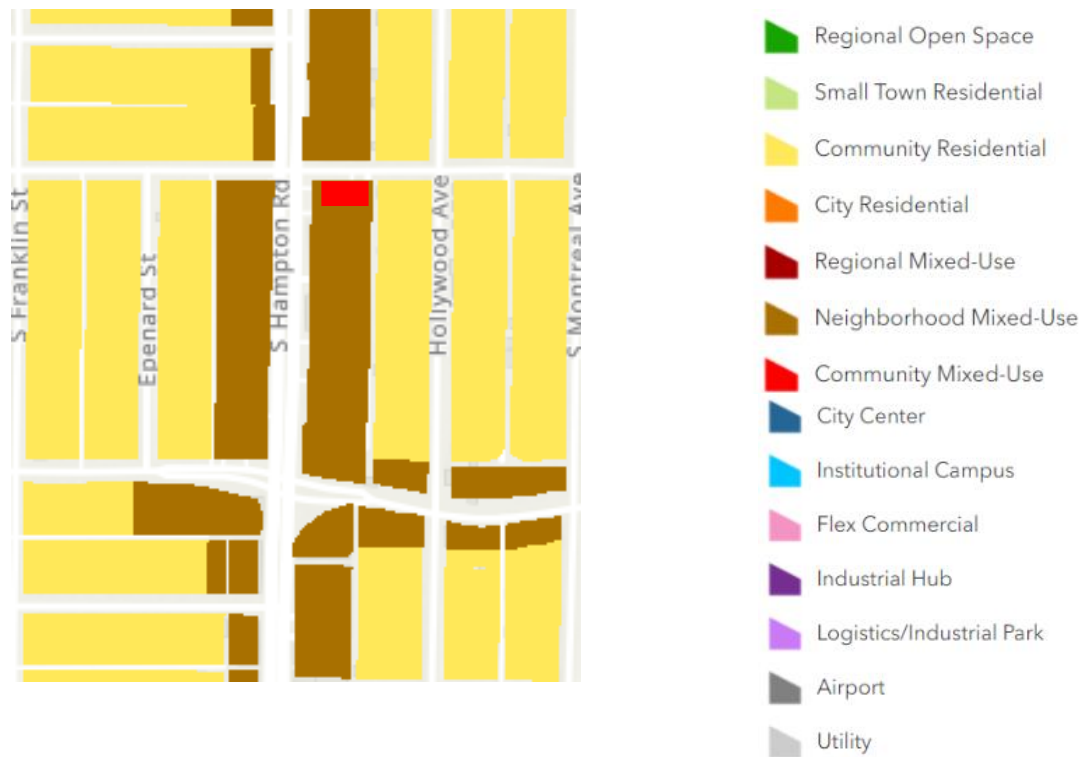 S Franklin St
Epenard St
S Hampton Rd
Hollywood Ave
S Montreal Ave
Regional Open Space
Small Town Residential
Community Residential
City Residential
Regional Mixed-Use
Neighborhood Mixed-Use
Community Mixed-Use
City Center
Institutional Campus
Flex Commercial
Industrial Hub
Logistics/Industrial Park
Airport
Utility